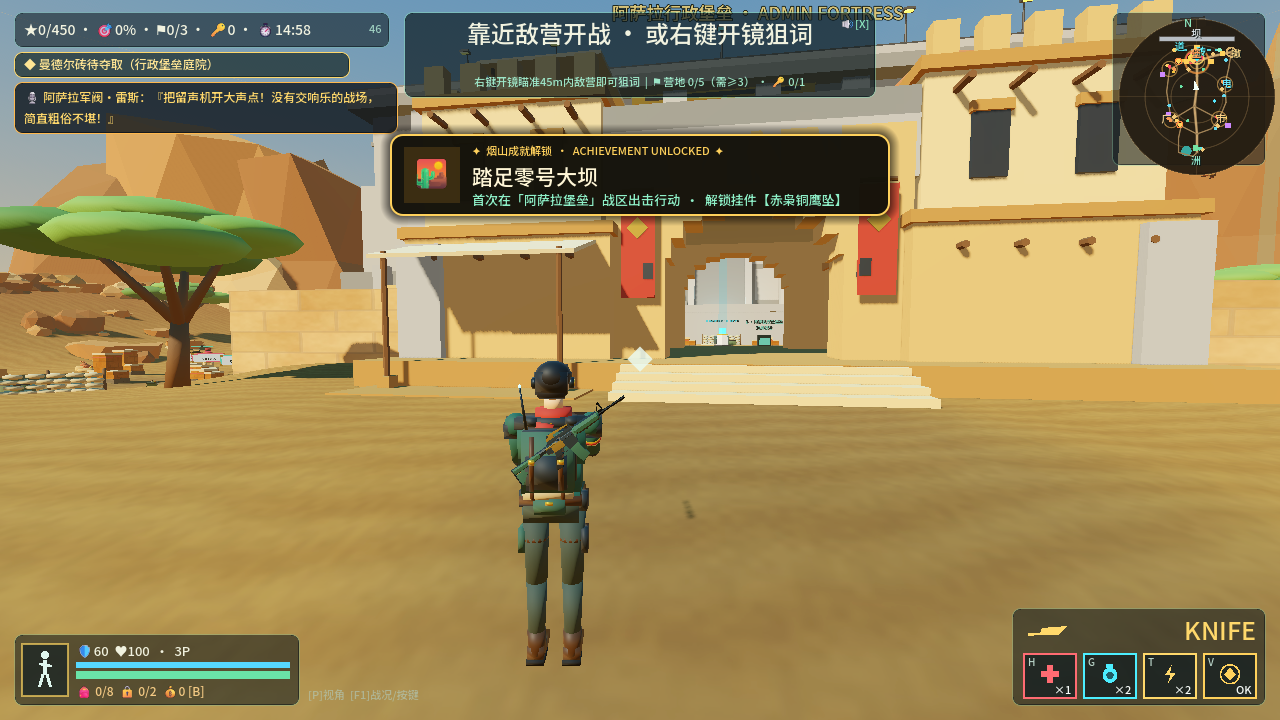 ★0/450 · 0% · 0/3 · 0 · 14:58
46
曼德尔砖待夺取（行政堡垒庭院）
阿萨拉军阀·雷斯：『把留声机开大声点！没有交响乐的战场，
简直粗俗不堪！』
阿萨拉行政堡垒 · ADMIN FORTRESS
[X]
靠近敌营开战 · 或右键开镜狙词
右键开镜瞄准45m内敌营即可狙词 | 营地 0/5（需≥3） · 0/1
✦ 烟山成就解锁 · ACHIEVEMENT UNLOCKED ✦
踏足零号大坝
首次在「阿萨拉堡垒」战区出击行动 · 解锁挂件【赤枭铜鹰坠】
N
坝
市
洲
60 ♥100 · 3P
0/8 0/2 0 [B]
[P]视角 [F1]战况/按键
KNIFE
H
×1
G
×2
T
×2
V
OK